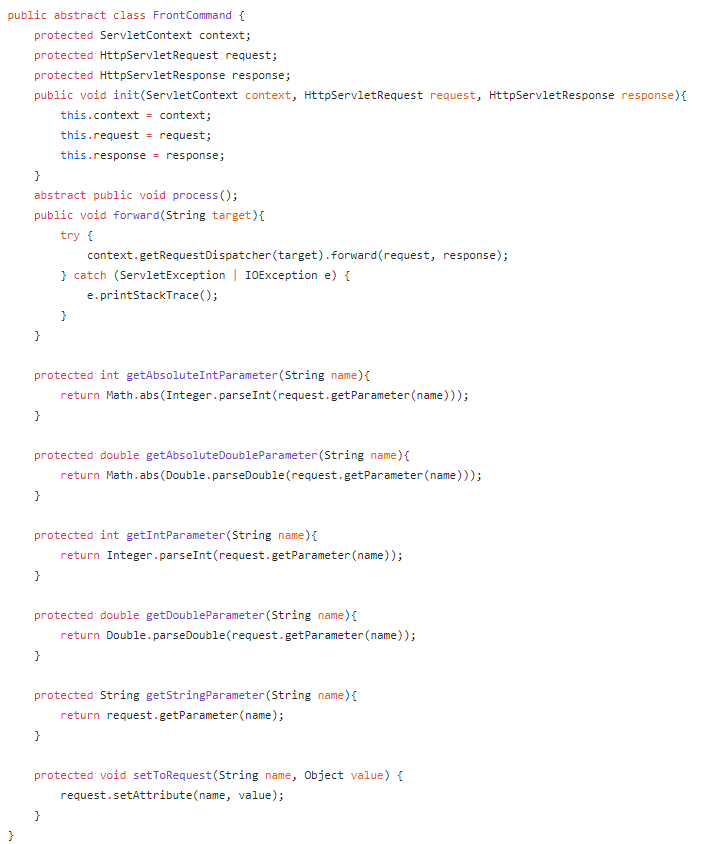 public abstract class FrontCommand {
    protected ServletContext context;
    protected HttpServletRequest request;
    protected HttpServletResponse response;
    public void init(ServletContext context, HttpServletRequest request, HttpServletResponse response){
        this.context = context;
        this.request = request;
        this.response = response;
    }
    abstract public void process();
    public void forward(String target){
        try {
            context.getRequestDispatcher(target).forward(request, response);
        } catch (ServletException | IOException e) {
            e.printStackTrace();
        }
    }

    protected int getAbsoluteIntParameter(String name){
        return Math.abs(Integer.parseInt(request.getParameter(name)));
    }

    protected double getAbsoluteDoubleParameter(String name){
        return Math.abs(Double.parseDouble(request.getParameter(name)));
    }

    protected int getIntParameter(String name){
        return Integer.parseInt(request.getParameter(name));
    }

    protected double getDoubleParameter(String name){
        return Double.parseDouble(request.getParameter(name));
    }

    protected String getStringParameter(String name){
        return request.getParameter(name);
    }

    protected void setToRequest(String name, Object value) {
        request.setAttribute(name, value);
    }
}